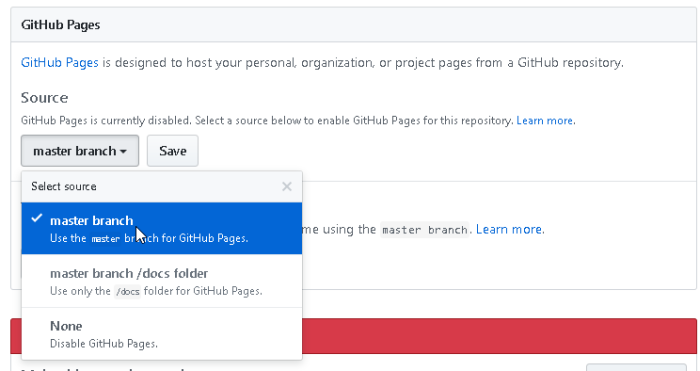 GitHub Pages
GitHub Pages is designed to host your personal, organization, or project pages from a GitHub repository.
Source
GitHub Pages is currently disabled. Select a source below to enable GitHub Pages for this repository. Learn more.
master branch Save
Select source
master branch
Use the master branch for GitHub Pages.
me using the master branch. Learn more.
master branch /docs folder
Use only the /docs folder for GitHub Pages.
None
Disable GitHub Pages.